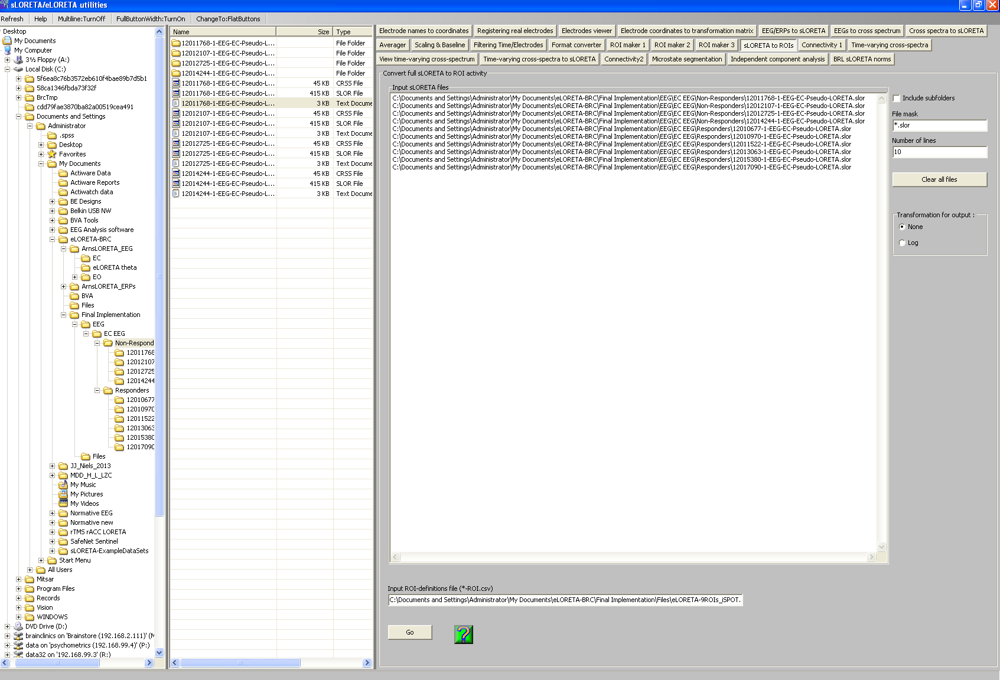 sLORETA/eLORETA utilities
Refresh Help Multiline:TurnOff FullButtonWidth:TurnOn ChangeTo:FlatButtons
Desktop
My Documents
My Computer
3½ Floppy (A:)
Local Disk (C:)
5f6ea8c76b3572eb610f4bae89b7d5b1
58ca1346fbda73f32f
BrcTmp
cdd79fae3870ba82a00519cea491
Documents and Settings
Administrator
.spss
Desktop
Favorites
My Documents
Actiware Data
Actiware Reports
Actiwatch data
BE Designs
Belkin USB NW
BVA Tools
EEG Analysis software
eLORETA-BRC
ArnsLORETA_EEG
EC
eLORETA theta
EO
ArnsLORETA_ERPs
BVA
Files
Final Implementation
EEG
EC EEG
Non-Respond
12011768
12012107
12012725
12014244
Responders
12010677
12010970
12011522
12013063
12015380
12017090
Files
JJ_Niels_2013
MDD_H_L_LZC
My Music
My Pictures
My Videos
Normative EEG
Normative new
rTMS rACC LORETA
SafeNet Sentinel
sLORETA-ExampleDataSets
Start Menu
All Users
Mitsar
Program Files
Records
Vision
WINDOWS
DVD Drive (D:)
brainclinics on 'Brainstore (192.168.2.111)' (M
data on 'psychometrics (192.168.99.4)' (P:)
data32 on '192.168.99.3' (R:)
Name Size Type
12011768-1-EEG-EC-Pseudo-L... File Folder
12012107-1-EEG-EC-Pseudo-L... File Folder
12012725-1-EEG-EC-Pseudo-L... File Folder
12014244-1-EEG-EC-Pseudo-L... File Folder
12011768-1-EEG-EC-Pseudo-L... 45 KB CRSS File
12011768-1-EEG-EC-Pseudo-L... 415 KB SLOR File
12011768-1-EEG-EC-Pseudo-L... 3 KB Text Docume
12012107-1-EEG-EC-Pseudo-L... 45 KB CRSS File
12012107-1-EEG-EC-Pseudo-L... 415 KB SLOR File
12012107-1-EEG-EC-Pseudo-L... 3 KB Text Docume
12012725-1-EEG-EC-Pseudo-L... 45 KB CRSS File
12012725-1-EEG-EC-Pseudo-L... 415 KB SLOR File
12012725-1-EEG-EC-Pseudo-L... 3 KB Text Docume
12014244-1-EEG-EC-Pseudo-L... 45 KB CRSS File
12014244-1-EEG-EC-Pseudo-L... 415 KB SLOR File
12014244-1-EEG-EC-Pseudo-L... 3 KB Text Docume
Electrode names to coordinates Registering real electrodes Electrodes viewer Electrode coordinates to transformation matrix EEG/ERPs to sLORETA EEGs to cross spectrum Cross spectra to sLORETA
Averager Scaling & Baseline Filtering Time/Electrodes Format converter ROI maker 1 ROI maker 2 ROI maker 3 sLORETA to ROIs Connectivity 1 Time-varying cross-spectra
View time-varying cross-spectrum Time-varying cross-spectra to sLORETA Connectivity2 Microstate segmentation Independent component analysis BRL sLORETA norms
Convert full sLORETA to ROI activity
Input sLORETA files
C:\Documents and Settings\Administrator\My Documents\eLORETA-BRC\Final Implementation\EEG\EC EEG\Non-Responders\12011768-1-EEG-EC-Pseudo-LORETA.slor
C:\Documents and Settings\Administrator\My Documents\eLORETA-BRC\Final Implementation\EEG\EC EEG\Non-Responders\12012107-1-EEG-EC-Pseudo-LORETA.slor
C:\Documents and Settings\Administrator\My Documents\eLORETA-BRC\Final Implementation\EEG\EC EEG\Non-Responders\12012725-1-EEG-EC-Pseudo-LORETA.slor
C:\Documents and Settings\Administrator\My Documents\eLORETA-BRC\Final Implementation\EEG\EC EEG\Non-Responders\12014244-1-EEG-EC-Pseudo-LORETA.slor
C:\Documents and Settings\Administrator\My Documents\eLORETA-BRC\Final Implementation\EEG\EC EEG\Responders\12010677-1-EEG-EC-Pseudo-LORETA.slor
C:\Documents and Settings\Administrator\My Documents\eLORETA-BRC\Final Implementation\EEG\EC EEG\Responders\12010970-1-EEG-EC-Pseudo-LORETA.slor
C:\Documents and Settings\Administrator\My Documents\eLORETA-BRC\Final Implementation\EEG\EC EEG\Responders\12011522-1-EEG-EC-Pseudo-LORETA.slor
C:\Documents and Settings\Administrator\My Documents\eLORETA-BRC\Final Implementation\EEG\EC EEG\Responders\12013063-1-EEG-EC-Pseudo-LORETA.slor
C:\Documents and Settings\Administrator\My Documents\eLORETA-BRC\Final Implementation\EEG\EC EEG\Responders\12015380-1-EEG-EC-Pseudo-LORETA.slor
C:\Documents and Settings\Administrator\My Documents\eLORETA-BRC\Final Implementation\EEG\EC EEG\Responders\12017090-1-EEG-EC-Pseudo-LORETA.slor
Include subfolders
File mask
*.slor
Number of lines
10
Clear all files
Transformation for output :
None
Log
Input ROI-definitions file (*-ROI.csv)
C:\Documents and Settings\Administrator\My Documents\eLORETA-BRC\Final Implementation\Files\eLORETA-9ROIs_iSPOT.
Go
?